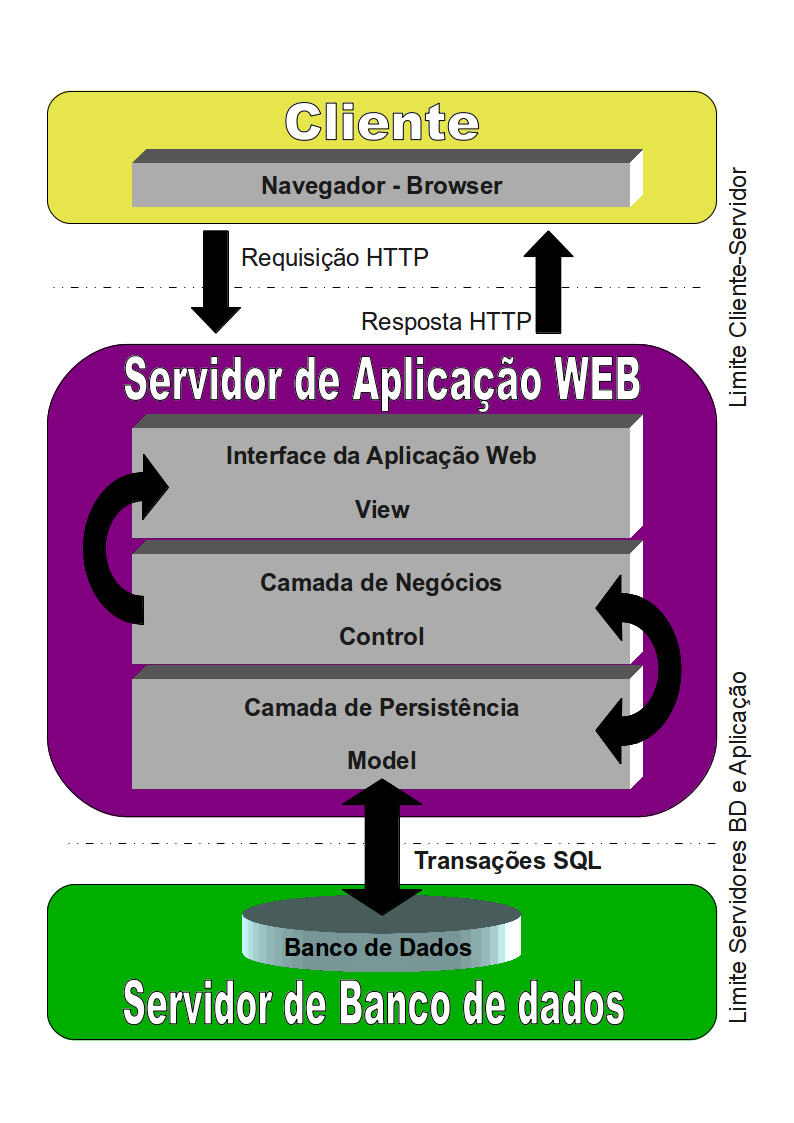 Cliente
Navegador - Browser
Requisição HTTP
Resposta HTTP
Limite Cliente-Servidor
Servidor de Aplicação WEB
Interface da Aplicação Web
View
Camada de Negócios
Control
Camada de Persistência
Model
Limite Servidores BD e Aplicação
Transações SQL
Banco de Dados
Servidor de Banco de dados